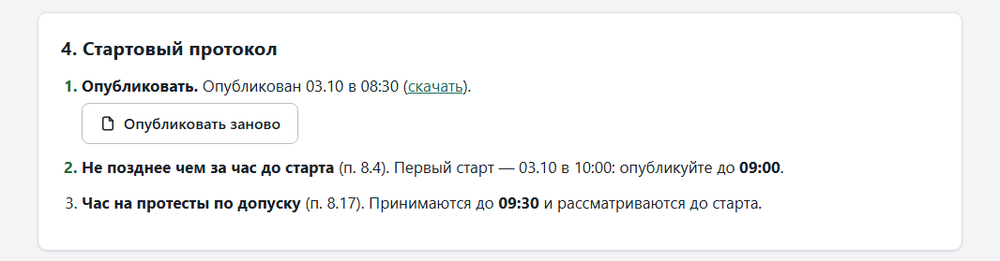 4. Стартовый протокол
1. Опубликовать. Опубликован 03.10 в 08:30 (скачать).
Опубликовать заново
2. Не позднее чем за час до старта (п. 8.4). Первый старт — 03.10 в 10:00: опубликуйте до 09:00.
3. Час на протесты по допуску (п. 8.17). Принимаются до 09:30 и рассматриваются до старта.